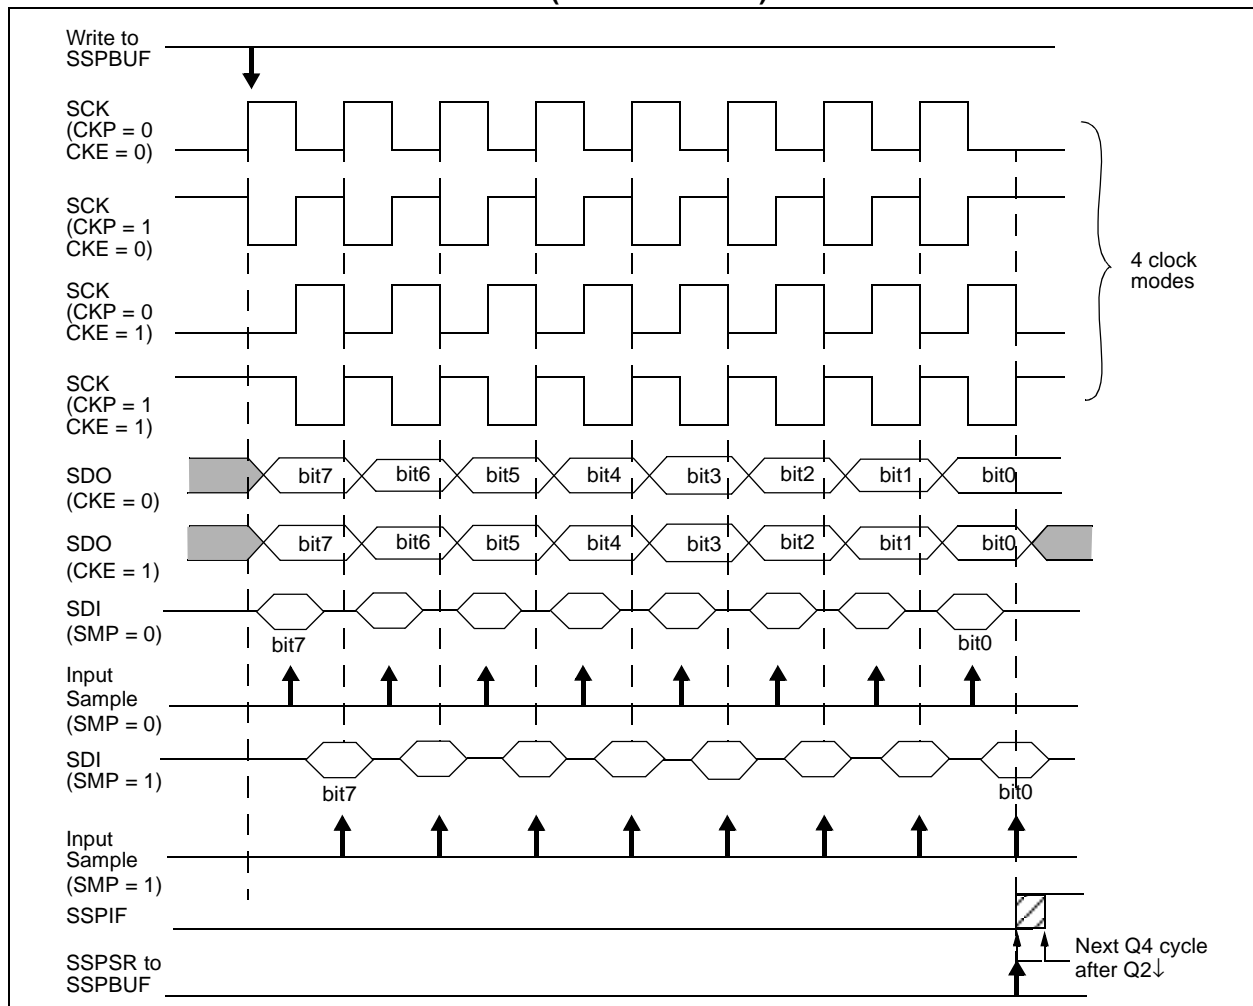 Write to
SSPBUF
SCK
(CKP = 0
CKE = 0)
SCK
(CKP = 1
CKE = 0)
4 clock
modes
SCK
(CKP = 0
CKE = 1)
SCK
(CKP = 1
CKE = 1)
SDO
(CKE = 0)
bit7 bit6 bit5 bit4 bit3 bit2 bit1 bit0
SDO
(CKE = 1)
bit7 bit6 bit5 bit4 bit3 bit2 bit1 bit0
SDI
(SMP = 0)
bit7 bit0
Input
Sample
(SMP = 0)
SDI
(SMP = 1)
bit7 bit0
Input
Sample
(SMP = 1)
SSPIF
Next Q4 cycle
after Q2↓
SSPSR to
SSPBUF